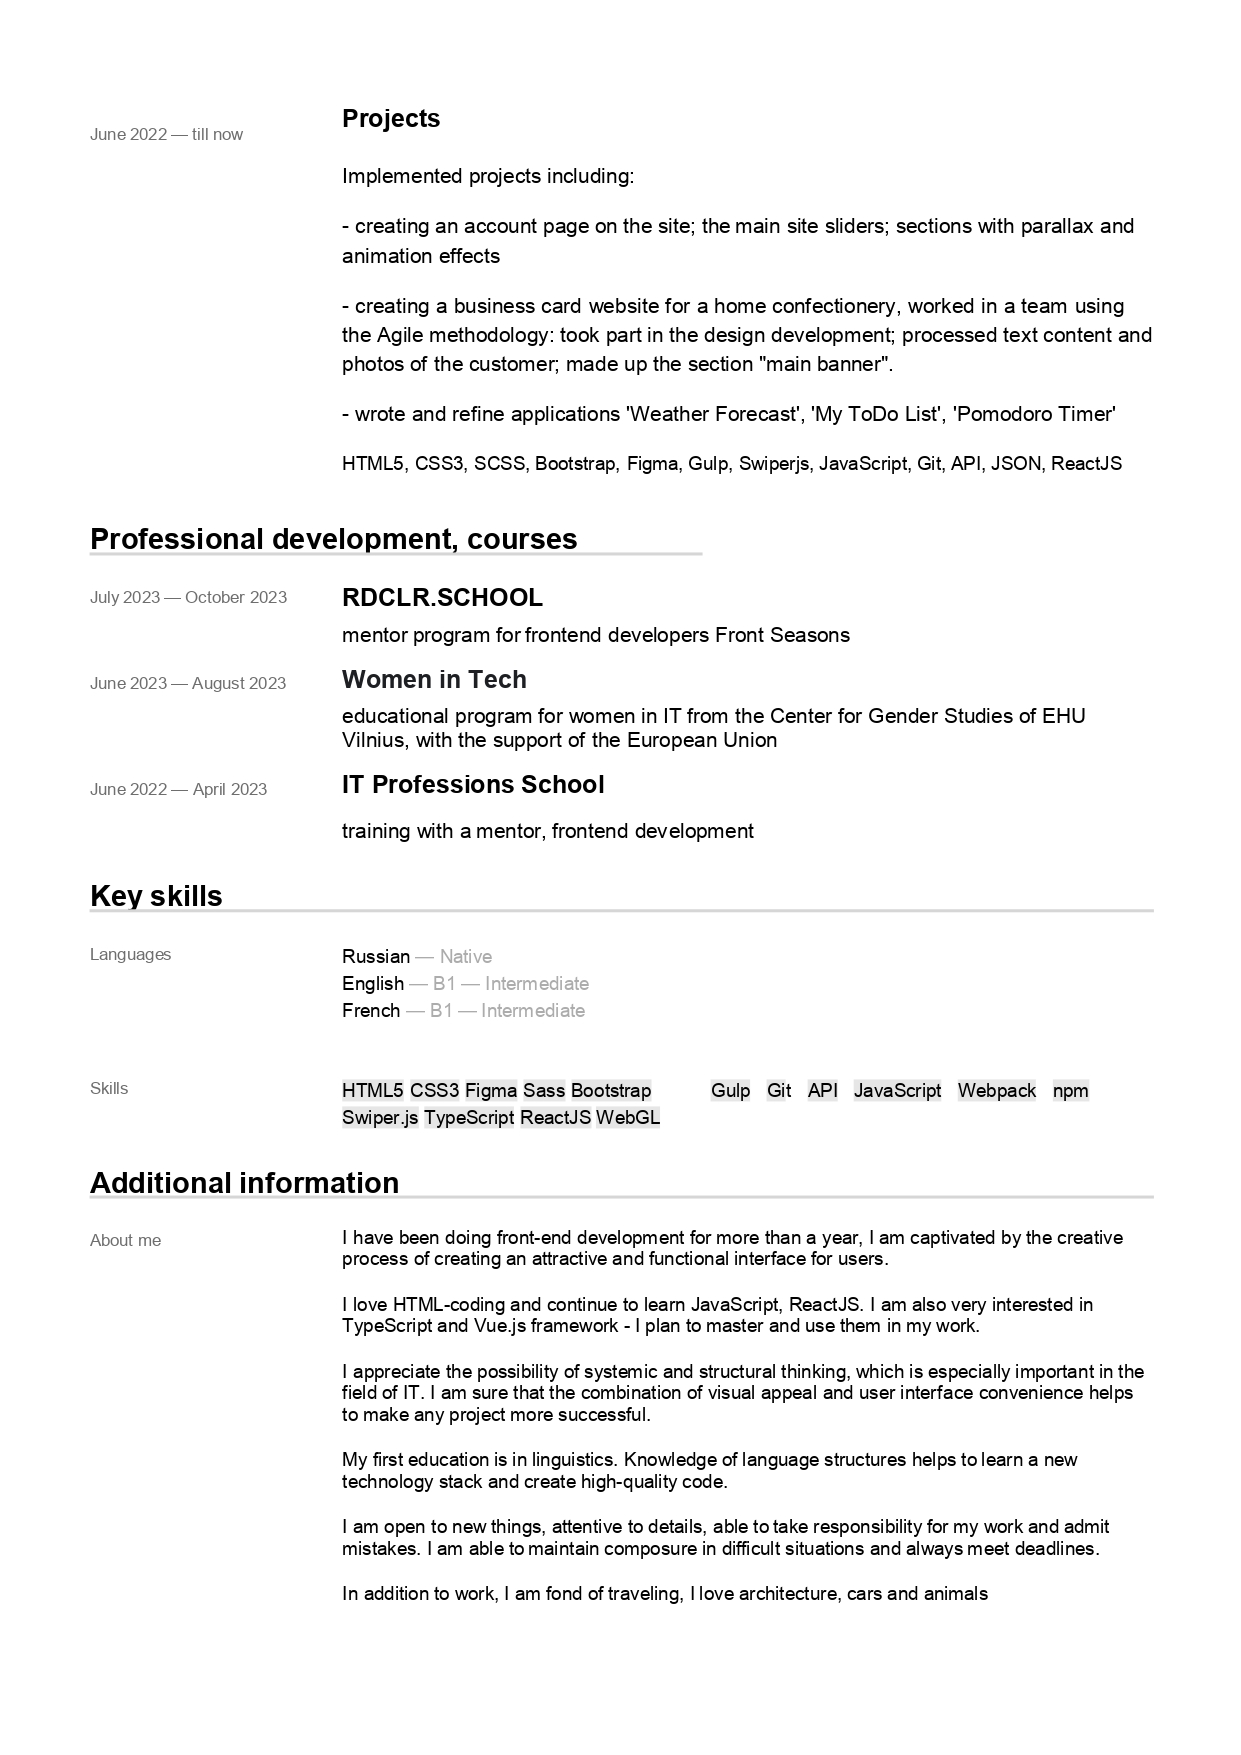 Projects
June 2022 — till now
Implemented projects including:
- creating an account page on the site; the main site sliders; sections with parallax and
animation effects
- creating a business card website for a home confectionery, worked in a team using
the Agile methodology: took part in the design development; processed text content and
photos of the customer; made up the section "main banner".
- wrote and refine applications 'Weather Forecast', 'My ToDo List', 'Pomodoro Timer'
HTML5, CSS3, SCSS, Bootstrap, Figma, Gulp, Swiperjs, JavaScript, Git, API, JSON, ReactJS
Professional development, courses
July 2023 — October 2023 RDCLR.SCHOOL
mentor program for frontend developers Front Seasons
June 2023 — August 2023 Women in Tech
educational program for women in IT from the Center for Gender Studies of EHU
Vilnius, with the support of the European Union
June 2022 — April 2023 IT Professions School
training with a mentor, frontend development
Key skills
Languages Russian — Native
English — B1 — Intermediate
French — B1 — Intermediate
Skills HTML5 CSS3 Figma Sass Bootstrap Gulp Git API JavaScript Webpack npm
Swiper.js TypeScript ReactJS WebGL
Additional information
About me I have been doing front-end development for more than a year, I am captivated by the creative
process of creating an attractive and functional interface for users.
I love HTML-coding and continue to learn JavaScript, ReactJS. I am also very interested in
TypeScript and Vue.js framework - I plan to master and use them in my work.
I appreciate the possibility of systemic and structural thinking, which is especially important in the
field of IT. I am sure that the combination of visual appeal and user interface convenience helps
to make any project more successful.
My first education is in linguistics. Knowledge of language structures helps to learn a new
technology stack and create high-quality code.
I am open to new things, attentive to details, able to take responsibility for my work and admit
mistakes. I am able to maintain composure in difficult situations and always meet deadlines.
In addition to work, I am fond of traveling, I love architecture, cars and animals